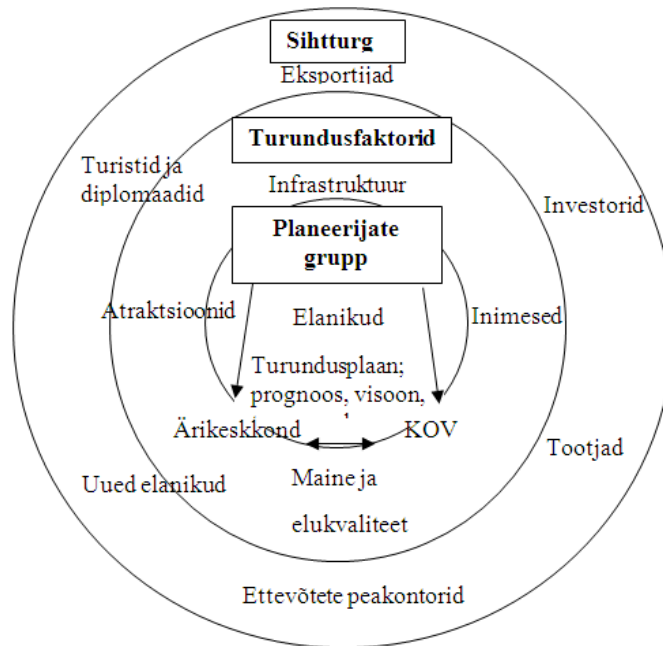 Sihtturg
Eksportijad
Turundusfaktorid
Turistid ja
diplomaadid
Infrastruktuur
Investorid
Planeerijate
grupp
Atraktsioonid
Elanikud
Inimesed
Turundusplaan;
prognoos, visoon,
Ärikeskkond
KOV
Tootjad
Uued elanikud
Maine ja
elukvaliteet
Ettevõtete peakontorid